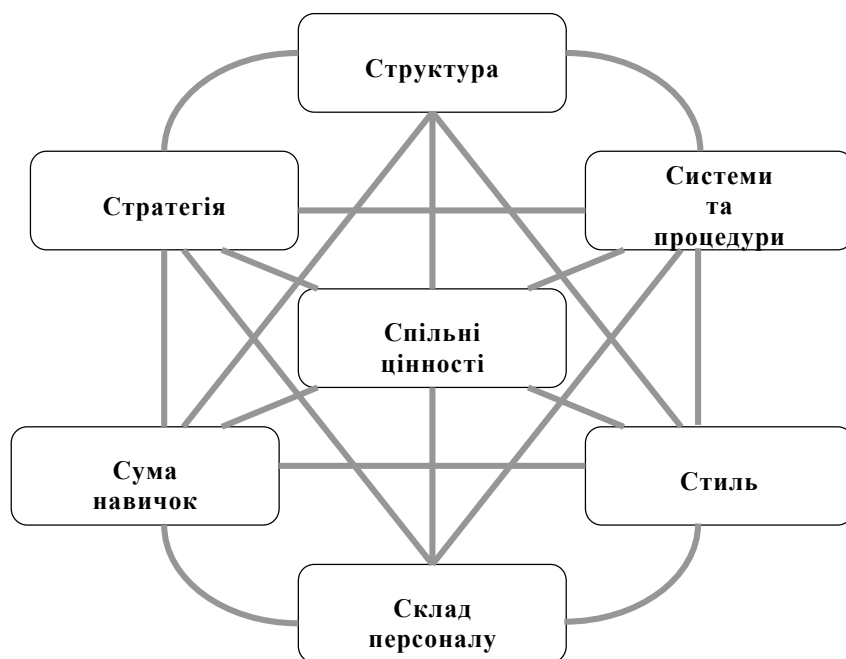 Структура
Стратегія
Системи
та
процедури
Спільні
цінності
Сума
навичок
Стиль
Склад
персоналу